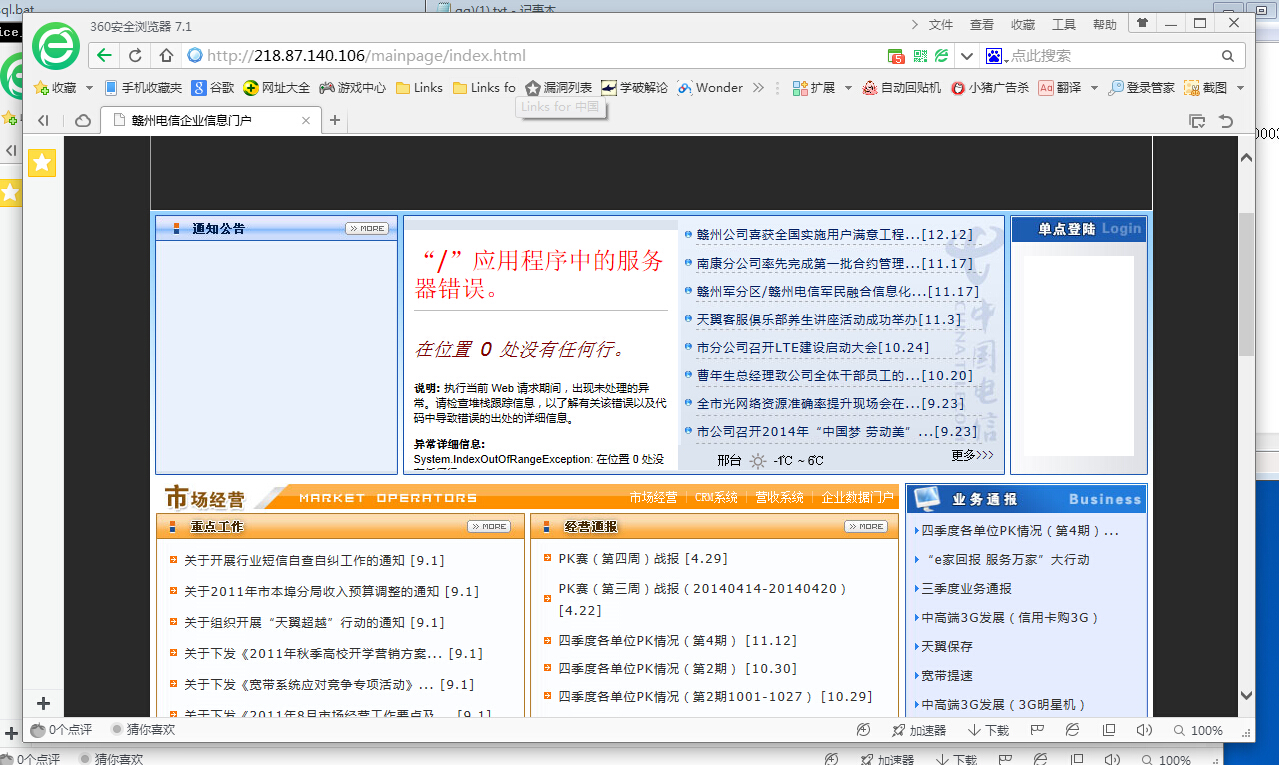 ql.bat
qq)(1).txt - 记事本
360安全浏览器 7.1
文件 查看 收藏 工具 帮助
http://218.87.140.106/mainpage/index.html
5
点此搜索
收藏 手机收藏夹 谷歌 网址大全 游戏中心 Links Links fo 漏洞列表 学破解论 Wonder 扩展 自动回贴机 小猪广告杀 Aq 翻译 登录管家 截图
Links for 中国
赣州电信企业信息门户
通知公告
MORE
“/”应用程序中的服务
器错误。
在位置 0 处没有任何行。
说明: 执行当前 Web 请求期间，出现未处理的异
常。请检查堆栈跟踪信息，以了解有关该错误以及代
码中导致错误的出处的详细信息。
异常详细信息:
System.IndexOutOfRangeException: 在位置 0 处没
赣州公司喜获全国实施用户满意工程...[12.12]
南康分公司率先完成第一批合约管理...[11.17]
赣州军分区/赣州电信军民融合信息化...[11.17]
天翼客服俱乐部养生讲座活动成功举办[11.3]
市分公司召开LTE建设启动大会[10.24]
曹年生总经理致公司全体干部员工的...[10.20]
全市光网络资源准确率提升现场会在...[9.23]
市公司召开2014年“中国梦 劳动美”...[9.23]
邢台 -1℃ ~ 6℃
更多>>>
中国电信
CHINA TELECOM
单点登陆 Login
市场经营 MARKET OPERATORS
市场经营 CRM系统 营收系统 企业数据门户
重点工作
MORE
关于开展行业短信自查自纠工作的通知 [9.1]
关于2011年市本埠分局收入预算调整的通知 [9.1]
关于组织开展“天翼超越”行动的通知 [9.1]
关于下发《2011年秋季高校开学营销方案... [9.1]
关于下发《宽带系统应对竞争专项活动》... [9.1]
关于下发《2011年8月市场经营工作要点及... [9.1]
经营通报
MORE
PK赛（第四周）战报 [4.29]
PK赛（第三周）战报（20140414-20140420）
[4.22]
四季度各单位PK情况（第4期） [11.12]
四季度各单位PK情况（第2期） [10.30]
四季度各单位PK情况（第2期1001-1027） [10.29]
业务通报 Business
四季度各单位PK情况（第4期）...
“e家回报 服务万家”大行动
三季度业务通报
中高端3G发展（信用卡购3G）
天翼保存
宽带提速
中高端3G发展（3G明星机）
0个点评 猜你喜欢
加速器 下载 100%
0个点评 猜你喜欢
加速器 下载 100%